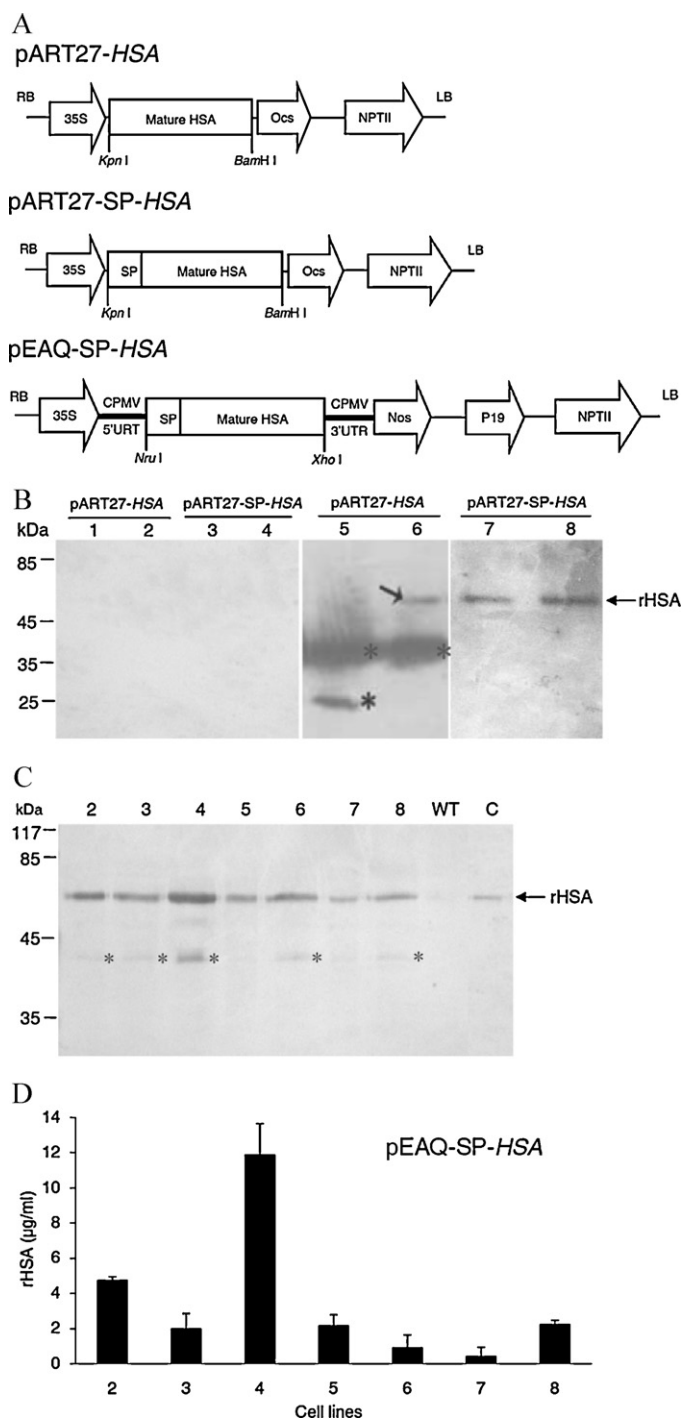 A
pART27-HSA
RB 35S Mature HSA Ocs NPTII LB
Kpn I BamH I
pART27-SP-HSA
RB 35S SP Mature HSA Ocs NPTII LB
Kpn I BamH I
pEAQ-SP-HSA
RB 35S CPMV 5'URT SP Mature HSA CPMV 3'UTR Nos P19 NPTII LB
Nru I Xho I
B
pART27-HSA pART27-SP-HSA pART27-HSA pART27-SP-HSA
kDa 1 2 3 4 5 6 7 8
85
45
35
25
rHSA
* * *
C
kDa 2 3 4 5 6 7 8 WT C
117
85
45
35
rHSA
* * * * *
D
pEAQ-SP-HSA
rHSA (µg/ml)
14
12
10
8
6
4
2
0
2 3 4 5 6 7 8
Cell lines